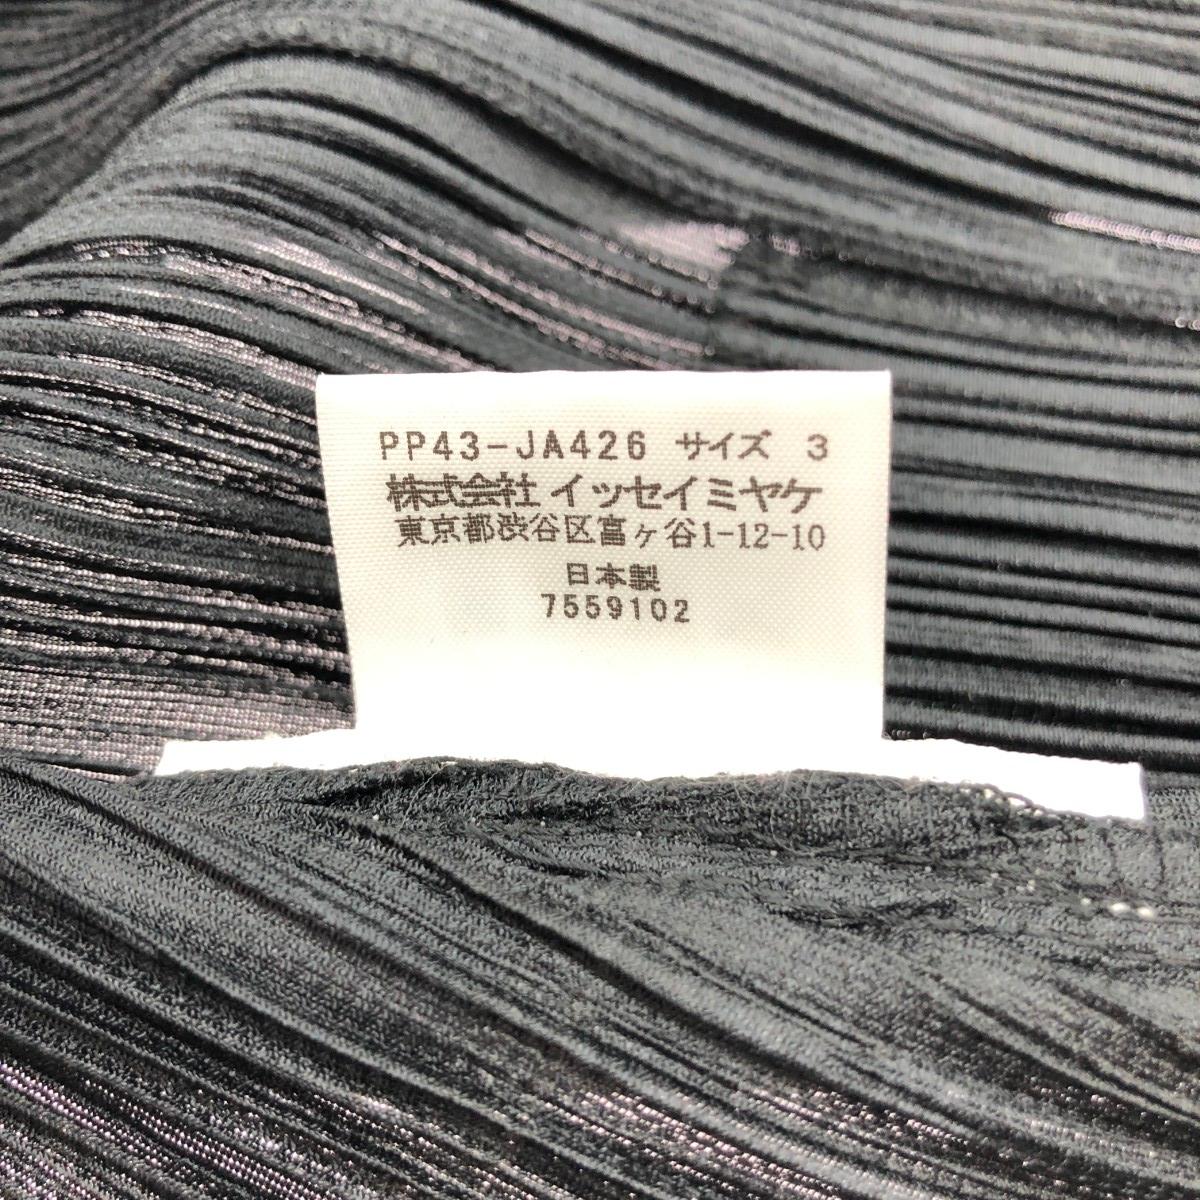 PP43-JA426 サイズ 3
株式会社 イッセイミヤケ
東京都渋谷区富ヶ谷1-12-10
日本製
7559102